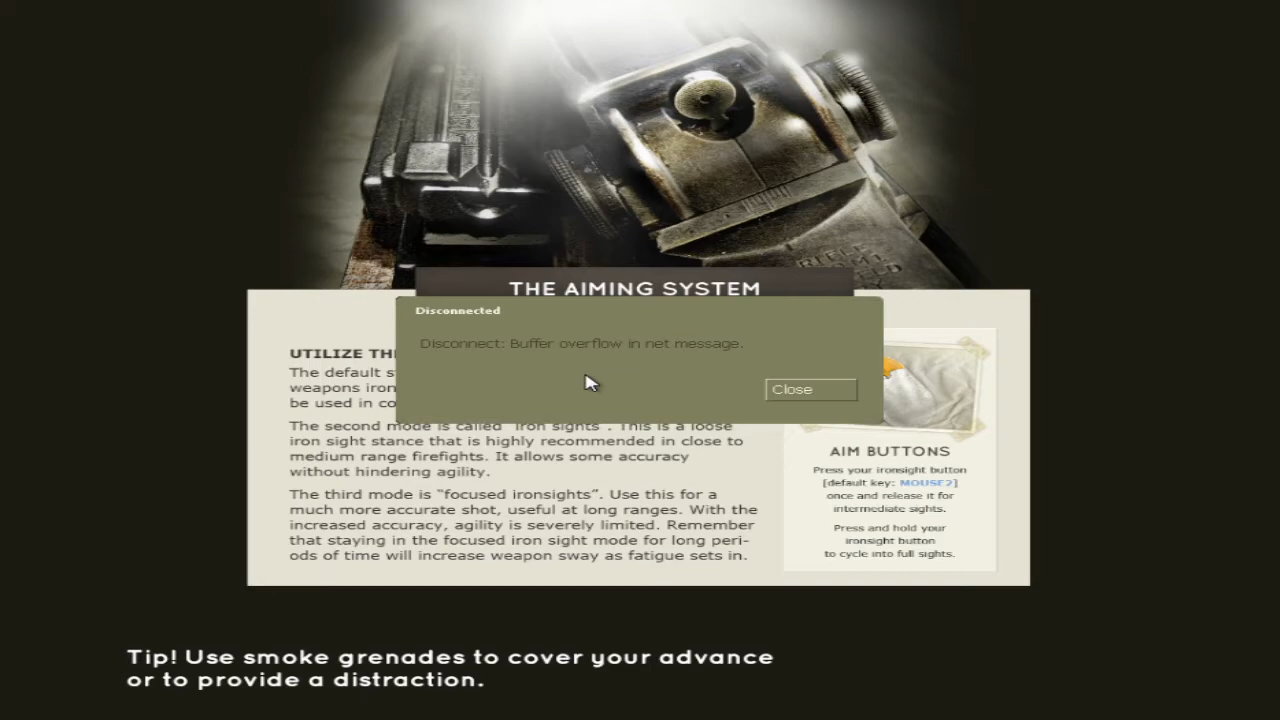 THE AIMING SYSTEM
Disconnected
Disconnect: Buffer overflow in net message.
Close
UTILIZE TH
The default s
weapons iron
be used in co
The second mode is called "iron sights". This is a loose
iron sight stance that is highly recommended in close to
medium range firefights. It allows some accuracy
without hindering agility.
The third mode is “focused ironsights”. Use this for a
much more accurate shot, useful at long ranges. With the
increased accuracy, agility is severely limited. Remember
that staying in the focused iron sight mode for long peri-
ods of time will increase weapon sway as fatigue sets in.
AIM BUTTONS
Press your ironsight button
[default key: MOUSE2]
once and release it for
intermediate sights.
Press and hold your
ironsight button
to cycle into full sights.
Tip! Use smoke grenades to cover your advance
or to provide a distraction.